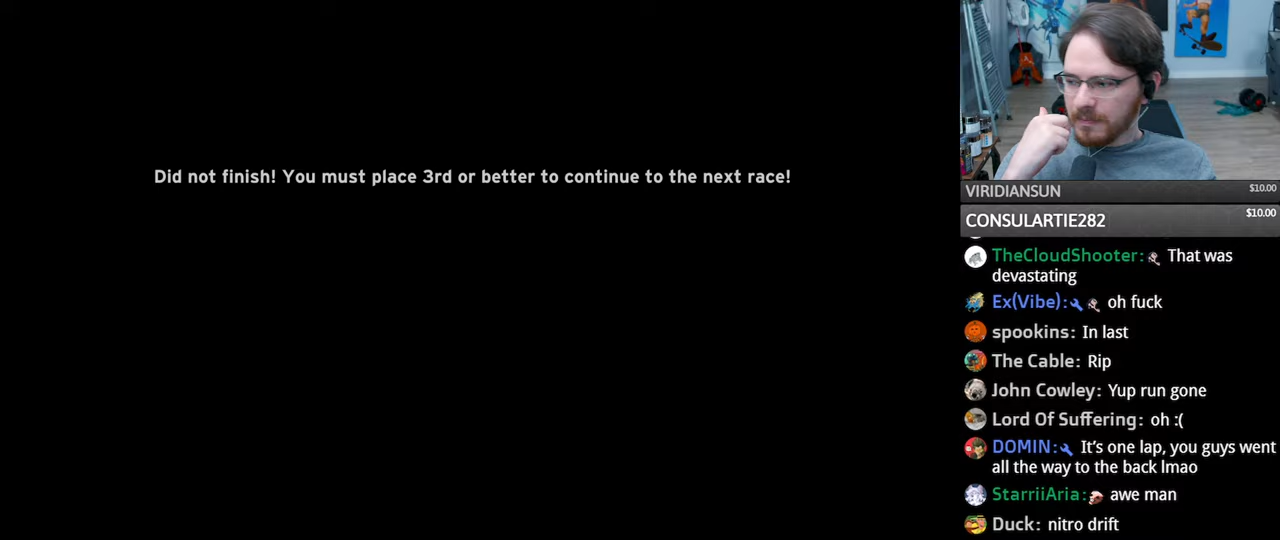 Did not finish! You must place 3rd or better to continue to the next race!
VIRIDIANSUN $10.00
CONSULARTIE282 $10.00
TheCloudShooter: That was
devastating
Ex(Vibe): oh fuck
spookins: In last
The Cable: Rip
John Cowley: Yup run gone
Lord Of Suffering: oh :(
DOMIN: It's one lap, you guys went
all the way to the back lmao
StarriiAria: awe man
Duck: nitro drift